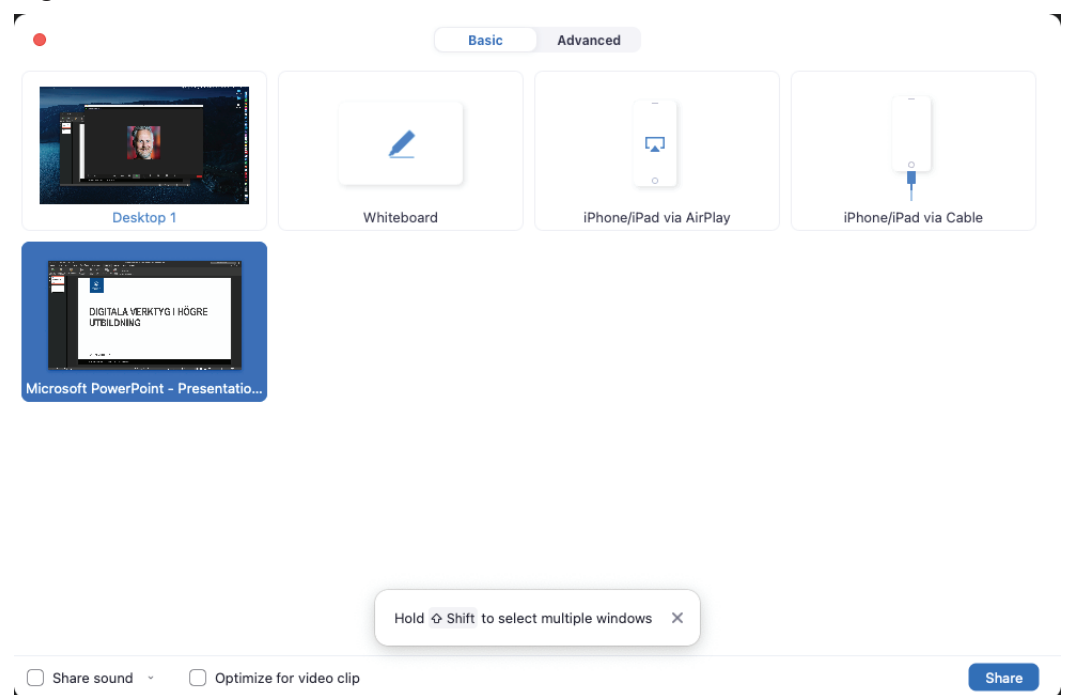 Basic
Advanced
Desktop 1
Whiteboard
iPhone/iPad via AirPlay
iPhone/iPad via Cable
DIGITALA VERKTYG I HÖGRE
UTBILDNING
Microsoft PowerPoint - Presentatio...
Hold ⇧ Shift to select multiple windows
Share sound
Optimize for video clip
Share